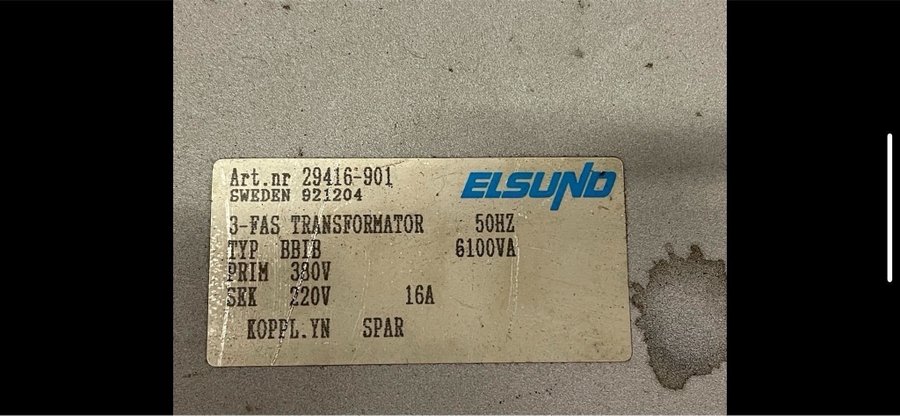 Art.nr 29416-901
ELSUND
SWEDEN 921204
3-FAS TRANSFORMATOR 50HZ
TYP BBIB 6100VA
PRIM 380V
SEK 220V 16A
KOPPL.YN SPAR